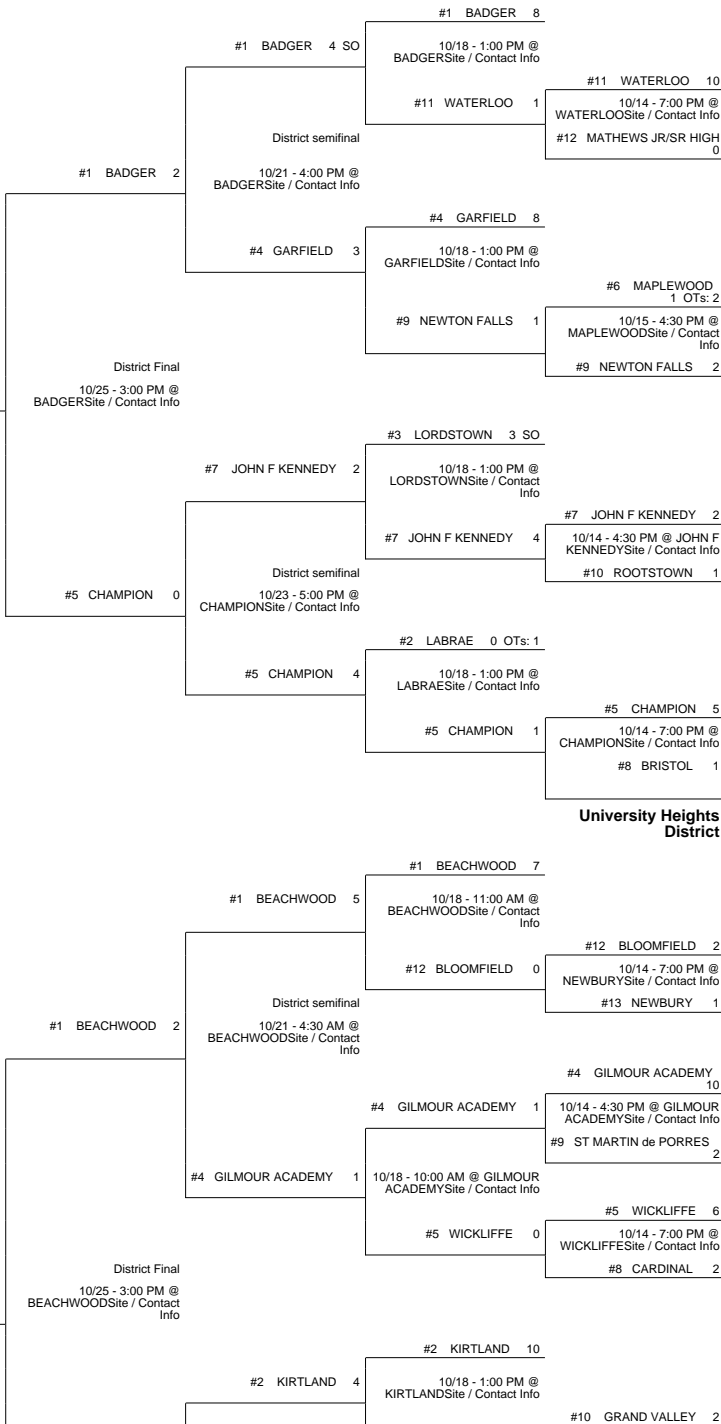 #1 BADGER 8
#1 BADGER 4 SO
10/18 - 1:00 PM @
BADGERSite / Contact Info
#11 WATERLOO 10
#11 WATERLOO 1
10/14 - 7:00 PM @
WATERLOOSite / Contact Info
#12 MATHEWS JR/SR HIGH
0
District semifinal
#1 BADGER 2
10/21 - 4:00 PM @
BADGERSite / Contact Info
#4 GARFIELD 8
#4 GARFIELD 3
10/18 - 1:00 PM @
GARFIELDSite / Contact Info
#6 MAPLEWOOD
1 OTs: 2
#9 NEWTON FALLS 1
10/15 - 4:30 PM @
MAPLEWOODSite / Contact
Info
#9 NEWTON FALLS 2
District Final
10/25 - 3:00 PM @
BADGERSite / Contact Info
#3 LORDSTOWN 3 SO
#7 JOHN F KENNEDY 2
10/18 - 1:00 PM @
LORDSTOWNSite / Contact
Info
#7 JOHN F KENNEDY 2
#7 JOHN F KENNEDY 4
10/14 - 4:30 PM @ JOHN F
KENNEDYSite / Contact Info
#10 ROOTSTOWN 1
District semifinal
#5 CHAMPION 0
10/23 - 5:00 PM @
CHAMPIONSite / Contact Info
#2 LABRAE 0 OTs: 1
#5 CHAMPION 4
10/18 - 1:00 PM @
LABRAESite / Contact Info
#5 CHAMPION 5
#5 CHAMPION 1
10/14 - 7:00 PM @
CHAMPIONSite / Contact Info
#8 BRISTOL 1
University Heights
District
#1 BEACHWOOD 7
#1 BEACHWOOD 5
10/18 - 11:00 AM @
BEACHWOODSite / Contact
Info
#12 BLOOMFIELD 2
#12 BLOOMFIELD 0
10/14 - 7:00 PM @
NEWBURYSite / Contact Info
#13 NEWBURY 1
District semifinal
#1 BEACHWOOD 2
10/21 - 4:30 AM @
BEACHWOODSite / Contact
Info
#4 GILMOUR ACADEMY
10
#4 GILMOUR ACADEMY 1
10/14 - 4:30 PM @ GILMOUR
ACADEMYSite / Contact Info
#9 ST MARTIN de PORRES
2
#4 GILMOUR ACADEMY 1
10/18 - 10:00 AM @ GILMOUR
ACADEMYSite / Contact Info
#5 WICKLIFFE 6
#5 WICKLIFFE 0
10/14 - 7:00 PM @
WICKLIFFESite / Contact Info
#8 CARDINAL 2
District Final
10/25 - 3:00 PM @
BEACHWOODSite / Contact
Info
#2 KIRTLAND 10
#2 KIRTLAND 4
10/18 - 1:00 PM @
KIRTLANDSite / Contact Info
#10 GRAND VALLEY 2